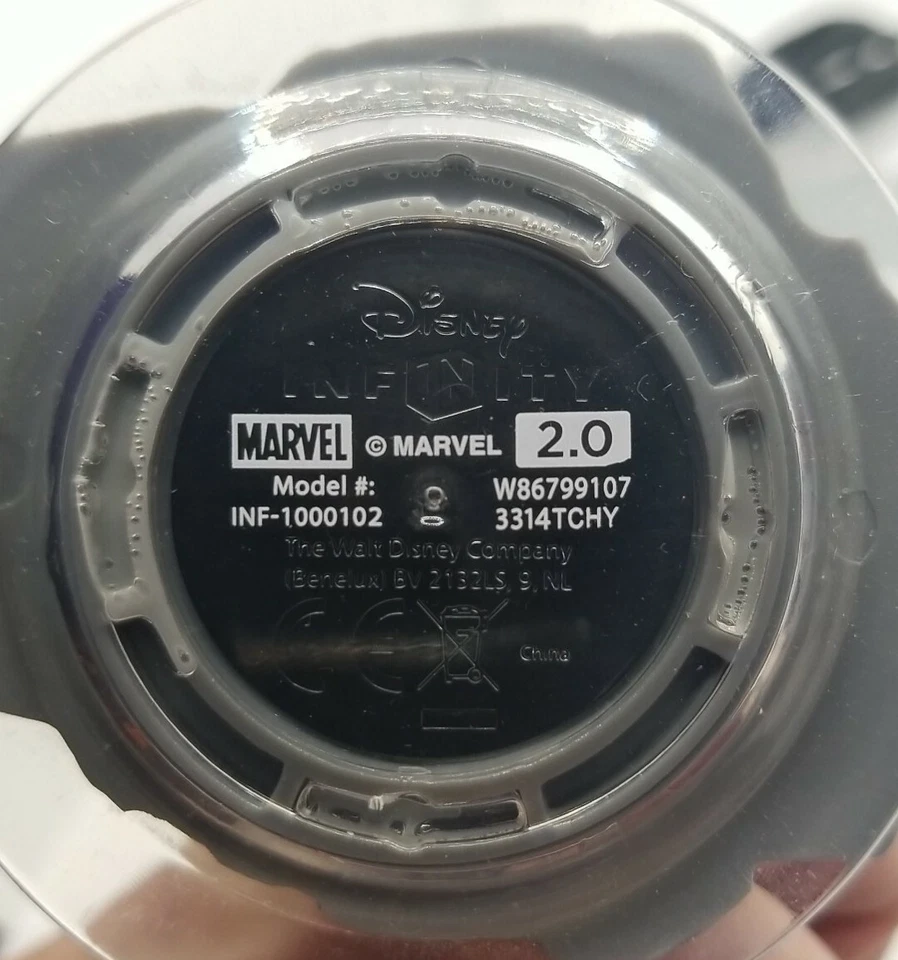 Disney
INFINITY
MARVEL © MARVEL 2.0
Model #: W86799107
INF-1000102 3314TCHY
The Walt Disney Company
(Benelux) BV 2132LS, 9, NL
CE China